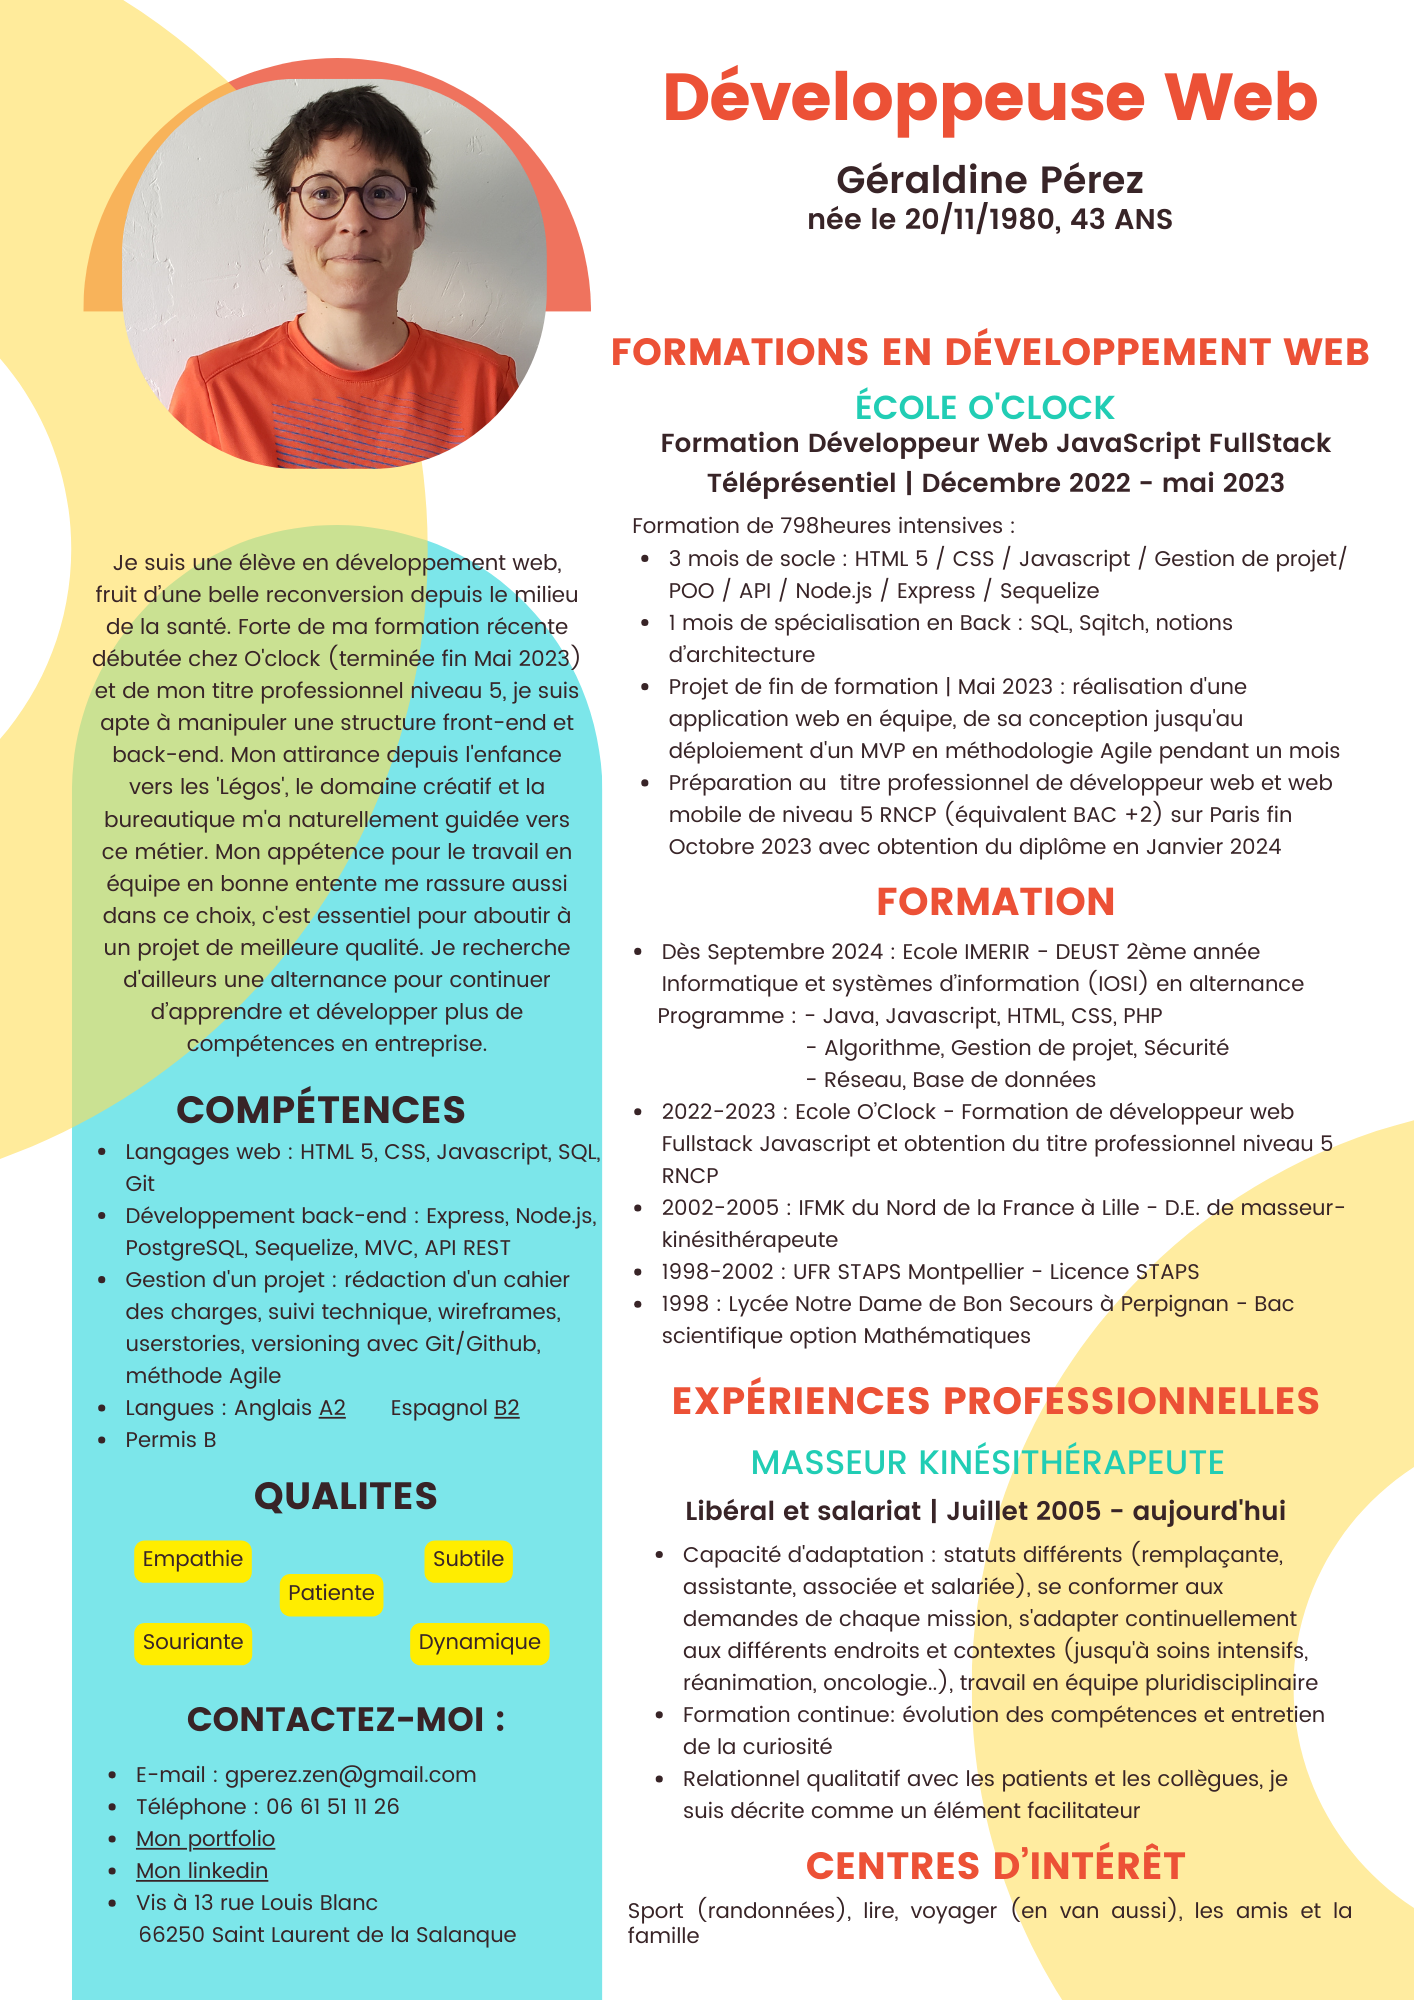 Développeuse Web
Géraldine Pérez
née le 20/11/1980, 43 ANS
Je suis une élève en développement web,
fruit d'une belle reconversion depuis le milieu
de la santé. Forte de ma formation récente
débutée chez O'clock (terminée fin Mai 2023)
et de mon titre professionnel niveau 5, je suis
apte à manipuler une structure front-end et
back-end. Mon attirance depuis l'enfance
vers les 'Légos', le domaine créatif et la
bureautique m'a naturellement guidée vers
ce métier. Mon appétence pour le travail en
équipe en bonne entente me rassure aussi
dans ce choix, c'est essentiel pour aboutir à
un projet de meilleure qualité. Je recherche
d'ailleurs une alternance pour continuer
d'apprendre et développer plus de
compétences en entreprise.
COMPÉTENCES
• Langages web : HTML 5, CSS, Javascript, SQL,
Git
• Développement back-end : Express, Node.js,
PostgreSQL, Sequelize, MVC, API REST
• Gestion d'un projet : rédaction d'un cahier
des charges, suivi technique, wireframes,
userstories, versioning avec Git/Github,
méthode Agile
• Langues : Anglais A2 Espagnol B2
• Permis B
QUALITES
Empathie
Subtile
Patiente
Souriante
Dynamique
CONTACTEZ-MOI :
• E-mail : gperez.zen@gmail.com
• Téléphone : 06 61 51 11 26
• Mon portfolio
• Mon linkedin
• Vis à 13 rue Louis Blanc
66250 Saint Laurent de la Salanque
FORMATIONS EN DÉVELOPPEMENT WEB
ÉCOLE O'CLOCK
Formation Développeur Web JavaScript FullStack
Téléprésentiel | Décembre 2022 - mai 2023
Formation de 798heures intensives :
• 3 mois de socle : HTML 5 / CSS / Javascript / Gestion de projet/
POO / API / Node.js / Express / Sequelize
• 1 mois de spécialisation en Back : SQL, Sqitch, notions
d'architecture
• Projet de fin de formation | Mai 2023 : réalisation d'une
application web en équipe, de sa conception jusqu'au
déploiement d'un MVP en méthodologie Agile pendant un mois
• Préparation au titre professionnel de développeur web et web
mobile de niveau 5 RNCP (équivalent BAC +2) sur Paris fin
Octobre 2023 avec obtention du diplôme en Janvier 2024
FORMATION
• Dès Septembre 2024 : Ecole IMERIR - DEUST 2ème année
Informatique et systèmes d'information (IOSI) en alternance
Programme : - Java, Javascript, HTML, CSS, PHP
- Algorithme, Gestion de projet, Sécurité
- Réseau, Base de données
• 2022-2023 : Ecole O'Clock - Formation de développeur web
Fullstack Javascript et obtention du titre professionnel niveau 5
RNCP
• 2002-2005 : IFMK du Nord de la France à Lille - D.E. de masseur-
kinésithérapeute
• 1998-2002 : UFR STAPS Montpellier - Licence STAPS
• 1998 : Lycée Notre Dame de Bon Secours à Perpignan - Bac
scientifique option Mathématiques
EXPÉRIENCES PROFESSIONNELLES
MASSEUR KINÉSITHÉRAPEUTE
Libéral et salariat | Juillet 2005 - aujourd'hui
• Capacité d'adaptation : statuts différents (remplaçante,
assistante, associée et salariée), se conformer aux
demandes de chaque mission, s'adapter continuellement
aux différents endroits et contextes (jusqu'à soins intensifs,
réanimation, oncologie..), travail en équipe pluridisciplinaire
• Formation continue: évolution des compétences et entretien
de la curiosité
• Relationnel qualitatif avec les patients et les collègues, je
suis décrite comme un élément facilitateur
CENTRES D'INTÉRÊT
Sport (randonnées), lire, voyager (en van aussi), les amis et la
famille